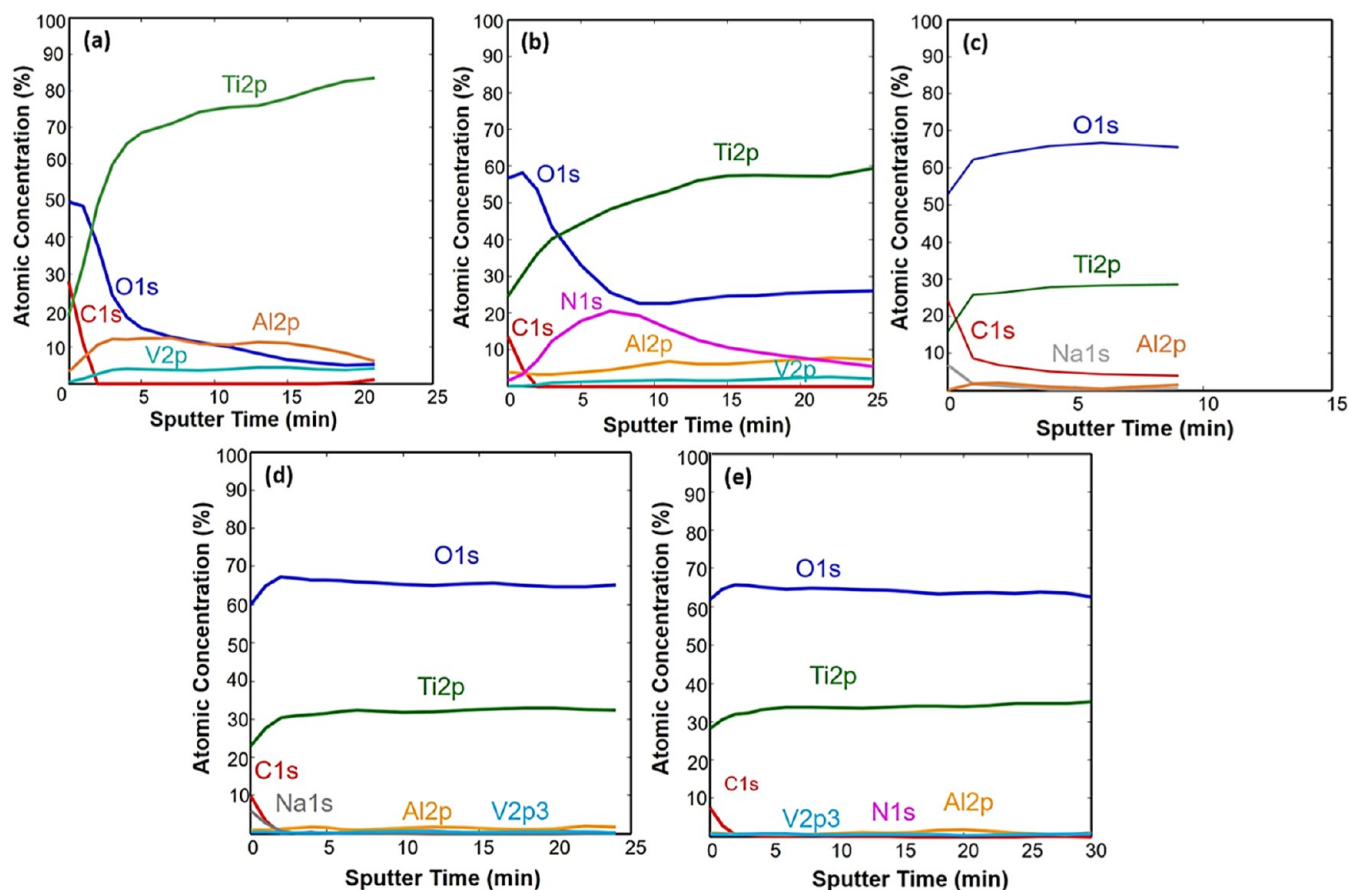 (a)
100
90
80
70
60
50
40
30
20
10
Atomic Concentration (%)
Ti2p
O1s
C1s
Al2p
V2p
0 5 10 15 20 25
Sputter Time (min)
(b)
100
90
80
70
60
50
40
30
20
10
Atomic Concentration (%)
Ti2p
O1s
N1s
C1s
Al2p
V2p
0 5 10 15 20 25
Sputter Time (min)
(c)
100
90
80
70
60
50
40
30
20
10
Atomic Concentration (%)
O1s
Ti2p
C1s
Na1s
Al2p
0 5 10 15
Sputter Time (min)
(d)
100
90
80
70
60
50
40
30
20
10
Atomic Concentration (%)
O1s
Ti2p
C1s
Na1s
Al2p
V2p3
0 5 10 15 20 25
Sputter Time (min)
(e)
100
90
80
70
60
50
40
30
20
10
Atomic Concentration (%)
O1s
Ti2p
C1s
V2p3
N1s
Al2p
0 5 10 15 20 25 30
Sputter Time (min)